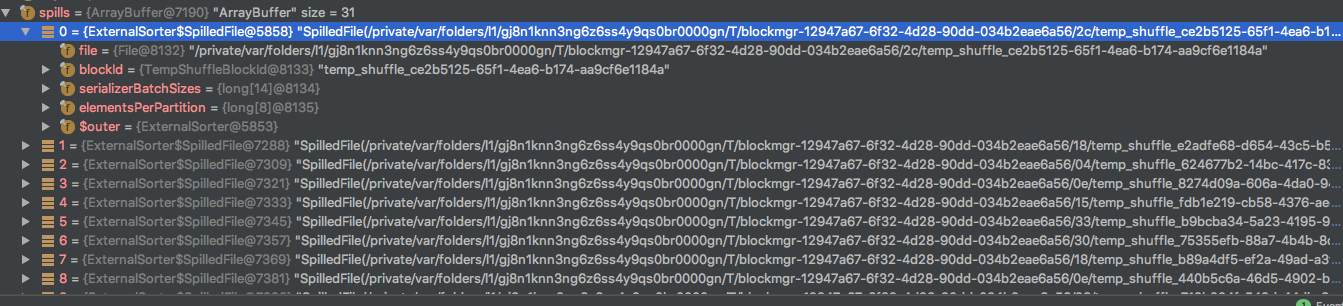 spills = {ArrayBuffer@7190} "ArrayBuffer" size = 31
0 = {ExternalSorter$SpilledFile@5858} "SpilledFile(/private/var/folders/l1/gj8n1knn3ng6z6ss4y9qs0br0000gn/T/blockmgr-12947a67-6f32-4d28-90dd-034b2eae6a56/2c/temp_shuffle_ce2b5125-65f1-4ea6-b1...
f file = {File@8132} "/private/var/folders/l1/gj8n1knn3ng6z6ss4y9qs0br0000gn/T/blockmgr-12947a67-6f32-4d28-90dd-034b2eae6a56/2c/temp_shuffle_ce2b5125-65f1-4ea6-b174-aa9cf6e1184a"
f blockId = {TempShuffleBlockId@8133} "temp_shuffle_ce2b5125-65f1-4ea6-b174-aa9cf6e1184a"
f serializerBatchSizes = {long[14]@8134}
f elementsPerPartition = {long[8]@8135}
f $outer = {ExternalSorter@5853}
1 = {ExternalSorter$SpilledFile@7288} "SpilledFile(/private/var/folders/l1/gj8n1knn3ng6z6ss4y9qs0br0000gn/T/blockmgr-12947a67-6f32-4d28-90dd-034b2eae6a56/18/temp_shuffle_e2adfe68-d654-43c5-b5...
2 = {ExternalSorter$SpilledFile@7309} "SpilledFile(/private/var/folders/l1/gj8n1knn3ng6z6ss4y9qs0br0000gn/T/blockmgr-12947a67-6f32-4d28-90dd-034b2eae6a56/04/temp_shuffle_624677b2-14bc-417c-83
3 = {ExternalSorter$SpilledFile@7321} "SpilledFile(/private/var/folders/l1/gj8n1knn3ng6z6ss4y9qs0br0000gn/T/blockmgr-12947a67-6f32-4d28-90dd-034b2eae6a56/0e/temp_shuffle_8274d09a-606a-4da0-9
4 = {ExternalSorter$SpilledFile@7333} "SpilledFile(/private/var/folders/l1/gj8n1knn3ng6z6ss4y9qs0br0000gn/T/blockmgr-12947a67-6f32-4d28-90dd-034b2eae6a56/15/temp_shuffle_fdb1e219-cb58-4376-ae
5 = {ExternalSorter$SpilledFile@7345} "SpilledFile(/private/var/folders/l1/gj8n1knn3ng6z6ss4y9qs0br0000gn/T/blockmgr-12947a67-6f32-4d28-90dd-034b2eae6a56/33/temp_shuffle_b9bcba34-5a23-4195-9
6 = {ExternalSorter$SpilledFile@7357} "SpilledFile(/private/var/folders/l1/gj8n1knn3ng6z6ss4y9qs0br0000gn/T/blockmgr-12947a67-6f32-4d28-90dd-034b2eae6a56/30/temp_shuffle_75355efb-88a7-4b4b-8
7 = {ExternalSorter$SpilledFile@7369} "SpilledFile(/private/var/folders/l1/gj8n1knn3ng6z6ss4y9qs0br0000gn/T/blockmgr-12947a67-6f32-4d28-90dd-034b2eae6a56/18/temp_shuffle_b89a4df5-ef2a-49ad-a3
8 = {ExternalSorter$SpilledFile@7381} "SpilledFile(/private/var/folders/l1/gj8n1knn3ng6z6ss4y9qs0br0000gn/T/blockmgr-12947a67-6f32-4d28-90dd-034b2eae6a56/0e/temp_shuffle_440b5c6a-46d5-4902-b